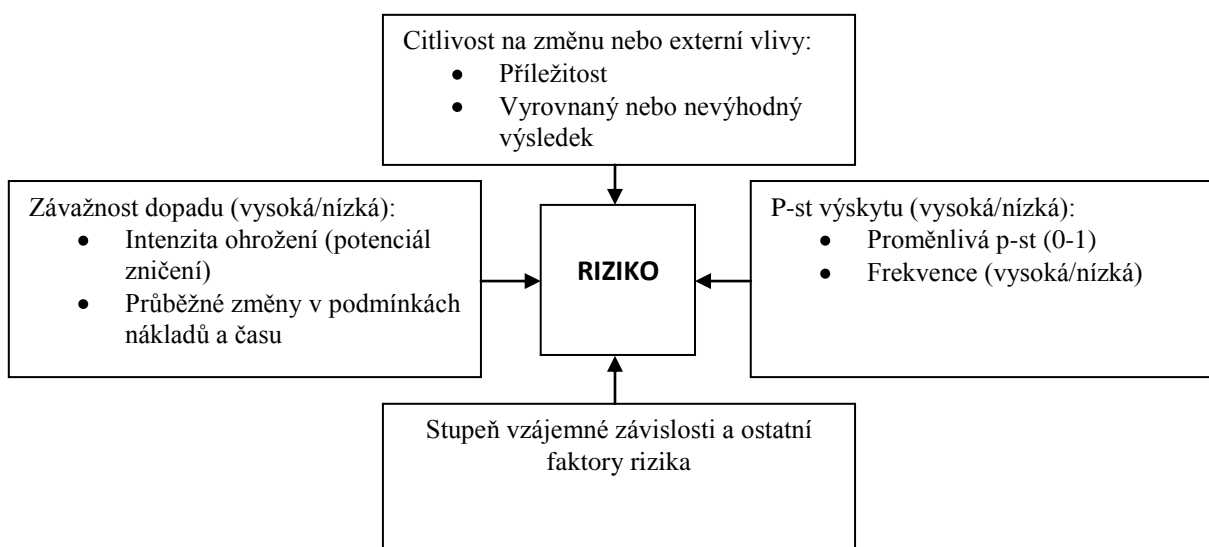 Citlivost na změnu nebo externí vlivy:
• Příležitost
• Vyrovnaný nebo nevýhodný
výsledek
Závažnost dopadu (vysoká/nízká):
• Intenzita ohrožení (potenciál
zničení)
• Průběžné změny v podmínkách
nákladů a času
RIZIKO
P-st výskytu (vysoká/nízká):
• Proměnlivá p-st (0-1)
• Frekvence (vysoká/nízká)
Stupeň vzájemné závislosti a ostatní
faktory rizika